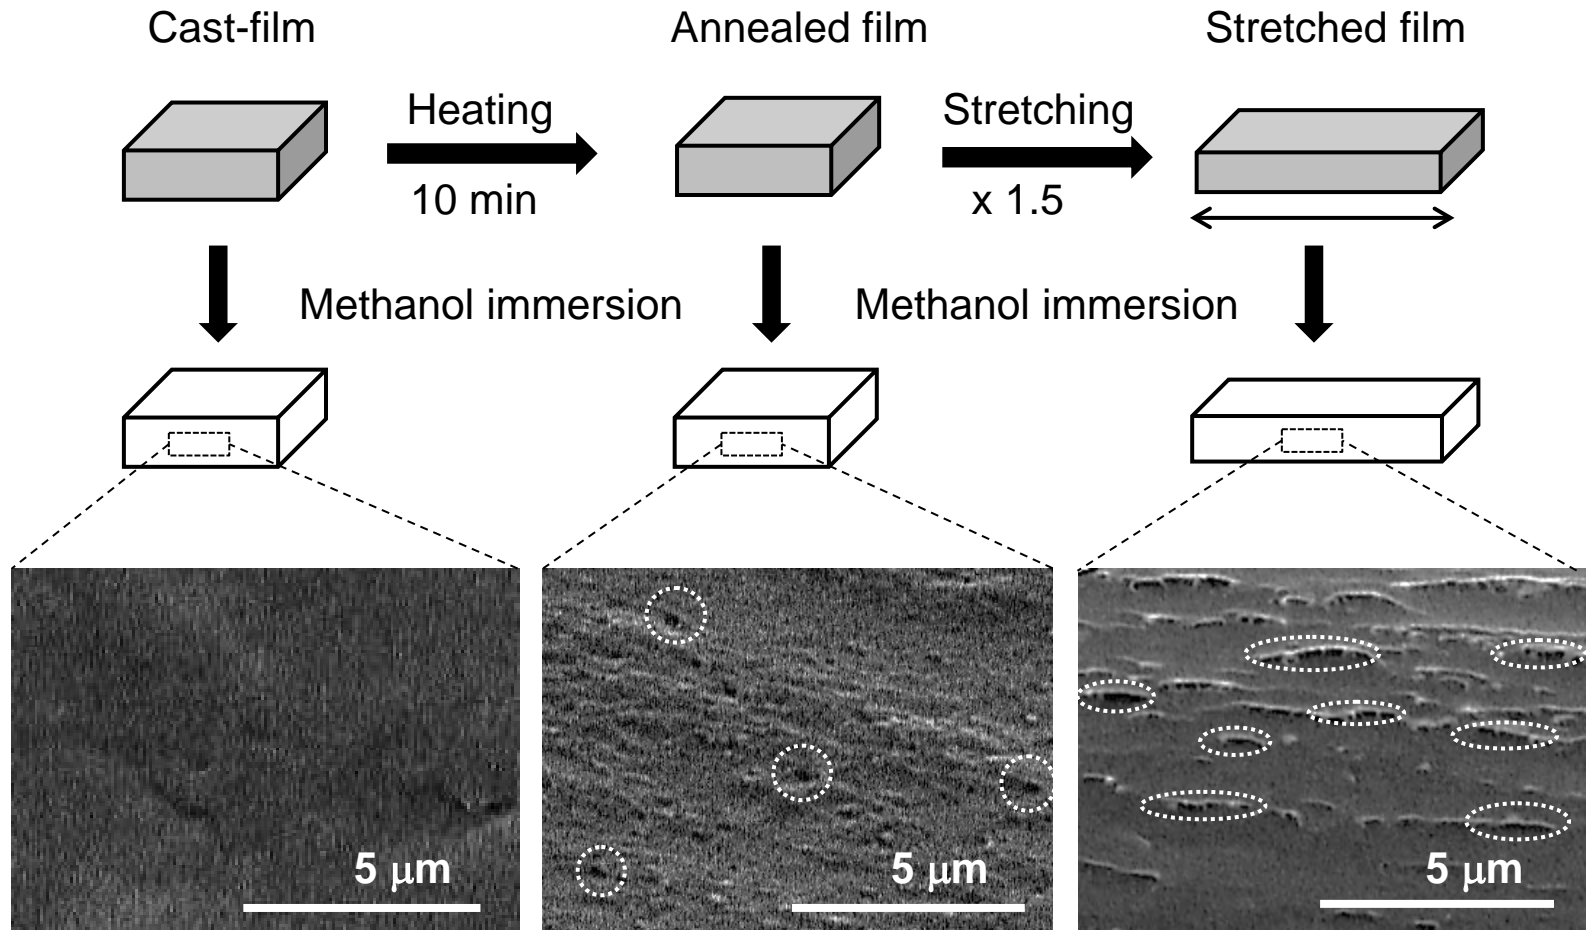 Cast-film
Annealed film
Stretched film
Heating
10 min
Stretching
x 1.5
Methanol immersion
Methanol immersion
5 μm
5 μm
5 μm